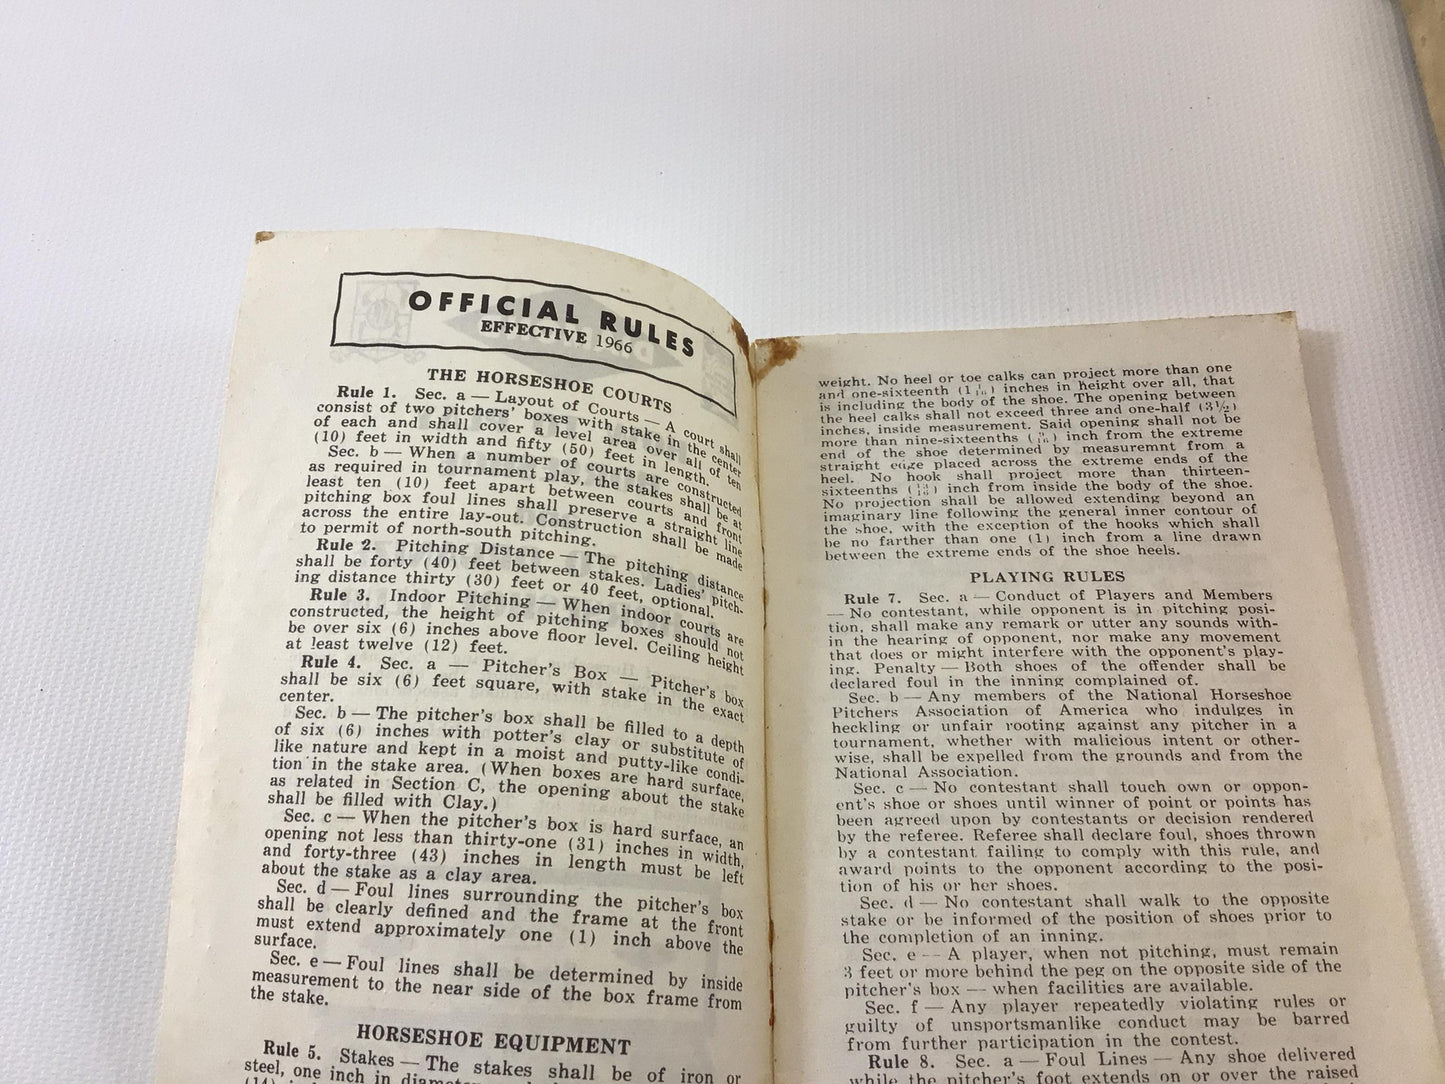 OFFICIAL RULES
EFFECTIVE 1966
THE HORSESHOE COURTS
Rule 1. Sec. a — Layout of Courts — A court shall
consist of two pitchers' boxes with stake in the center
of each and shall cover a level area over all of ten
(10) feet in width and fifty (50) feet in length.
Sec. b — When a number of courts are constructed
as required in tournament play, the stakes shall be at
least ten (10) feet apart between courts and front
pitching box foul lines shall preserve a straight line
across the entire lay-out. Construction shall be made
to permit of north-south pitching.
Rule 2. Pitching Distance — The pitching distance
shall be forty (40) feet between stakes. Ladies' pitch-
ing distance thirty (30) feet or 40 feet, optional.
Rule 3. Indoor Pitching — When indoor courts are
constructed, the height of pitching boxes should not
be over six (6) inches above floor level. Ceiling height
at least twelve (12) feet.
Rule 4. Sec. a — Pitcher's Box — Pitcher's box
shall be six (6) feet square, with stake in the exact
center.
Sec. b — The pitcher's box shall be filled to a depth
of six (6) inches with potter's clay or substitute of
like nature and kept in a moist and putty-like condi-
tion in the stake area. (When boxes are hard surface,
as related in Section C, the opening about the stake
shall be filled with Clay.)
Sec. c — When the pitcher's box is hard surface, an
opening not less than thirty-one (31) inches in width,
and forty-three (43) inches in length must be left
about the stake as a clay area.
Sec. d — Foul lines surrounding the pitcher's box
shall be clearly defined and the frame at the front
must extend approximately one (1) inch above the
surface.
Sec. e — Foul lines shall be determined by inside
measurement to the near side of the box frame from
the stake.
HORSESHOE EQUIPMENT
Rule 5. Stakes — The stakes shall be of iron or
steel, one inch in diameter
weight. No heel or toe calks can project more than one
and one-sixteenth (1 1/16) inches in height over all, that
is including the body of the shoe. The opening between
the heel calks shall not exceed three and one-half (3½)
inches, inside measurement. Said opening shall not be
more than nine-sixteenths (9/16) inch from the extreme
end of the shoe determined by measuremnt from a
straight edge placed across the extreme ends of the
heel. No hook shall project more than thirteen-
sixteenths (13/16) inch from inside the body of the shoe.
No projection shall be allowed extending beyond an
imaginary line following the general inner contour of
the shoe, with the exception of the hooks which shall
be no farther than one (1) inch from a line drawn
between the extreme ends of the shoe heels.
PLAYING RULES
Rule 7. Sec. a — Conduct of Players and Members
— No contestant, while opponent is in pitching posi-
tion, shall make any remark or utter any sounds with-
in the hearing of opponent, nor make any movement
that does or might interfere with the opponent's play-
ing. Penalty — Both shoes of the offender shall be
declared foul in the inning complained of.
Sec. b — Any members of the National Horseshoe
Pitchers Association of America who indulges in
heckling or unfair rooting against any pitcher in a
tournament, whether with malicious intent or other-
wise, shall be expelled from the grounds and from the
National Association.
Sec. c — No contestant shall touch own or oppon-
ent's shoe or shoes until winner of point or points has
been agreed upon by contestants or decision rendered
by the referee. Referee shall declare foul, shoes thrown
by a contestant failing to comply with this rule, and
award points to the opponent according to the posi-
tion of his or her shoes.
Sec. d — No contestant shall walk to the opposite
stake or be informed of the position of shoes prior to
the completion of an inning.
Sec. e — A player, when not pitching, must remain
3 feet or more behind the peg on the opposite side of the
pitcher's box — when facilities are available.
Sec. f — Any player repeatedly violating rules or
guilty of unsportsmanlike conduct may be barred
from further participation in the contest.
Rule 8. Sec. a — Foul Lines — Any shoe delivered
while the pitcher's foot extends on or over the raised